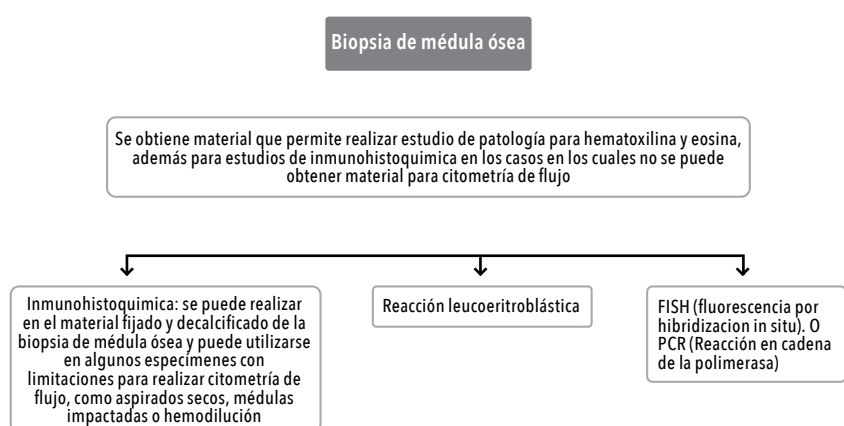 Biopsia de médula ósea
Se obtiene material que permite realizar estudio de patología para hematoxilina y eosina,
además para estudios de inmunohistoquimica en los casos en los cuales no se puede
obtener material para citometría de flujo
Inmunohistoquimica: se puede realizar
en el material fijado y decalcificado de la
biopsia de médula ósea y puede utilizarse
en algunos especímenes con
limitaciones para realizar citometría de
flujo, como aspirados secos, médulas
impactadas o hemodilución
Reacción leucoeritroblástica
FISH (fluorescencia por
hibridizacion in situ). O
PCR (Reacción en cadena
de la polimerasa)